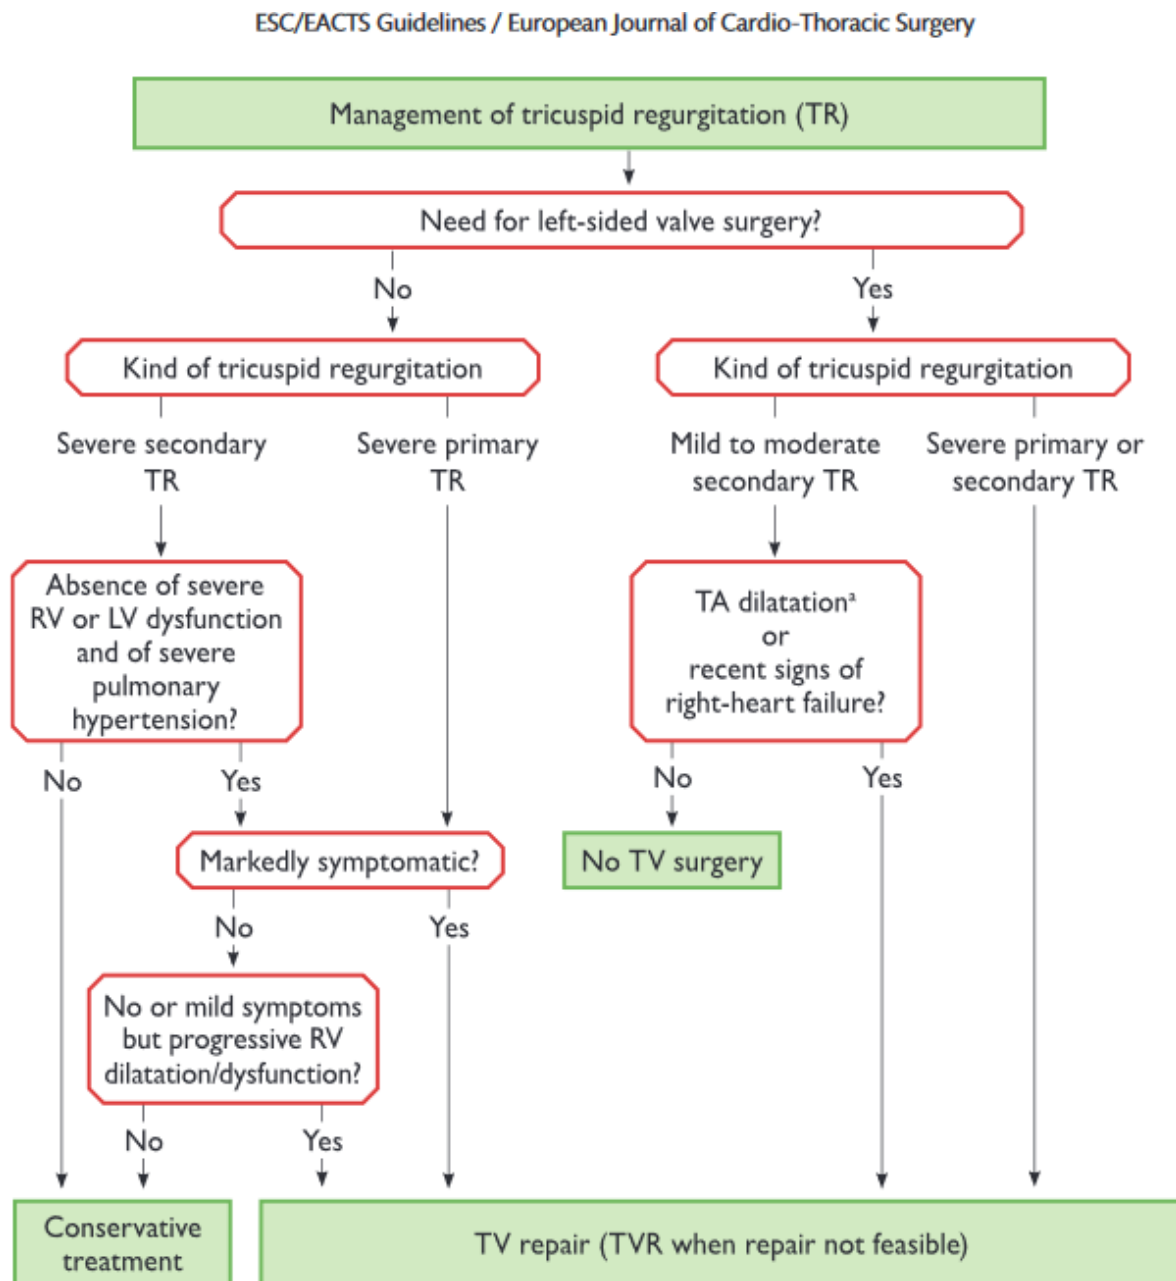 ESC/EACTS Guidelines / European Journal of Cardio-Thoracic Surgery
Management of tricuspid regurgitation (TR)
Need for left-sided valve surgery?
No
Yes
Kind of tricuspid regurgitation
Kind of tricuspid regurgitation
Severe secondary
TR
Severe primary
TR
Mild to moderate
secondary TR
Severe primary or
secondary TR
Absence of severe
RV or LV dysfunction
and of severe
pulmonary
hypertension?
TA dilatationᵃ
or
recent signs of
right-heart failure?
No
Yes
No
Yes
Markedly symptomatic?
No TV surgery
No
Yes
No or mild symptoms
but progressive RV
dilatation/dysfunction?
No
Yes
Conservative
treatment
TV repair (TVR when repair not feasible)